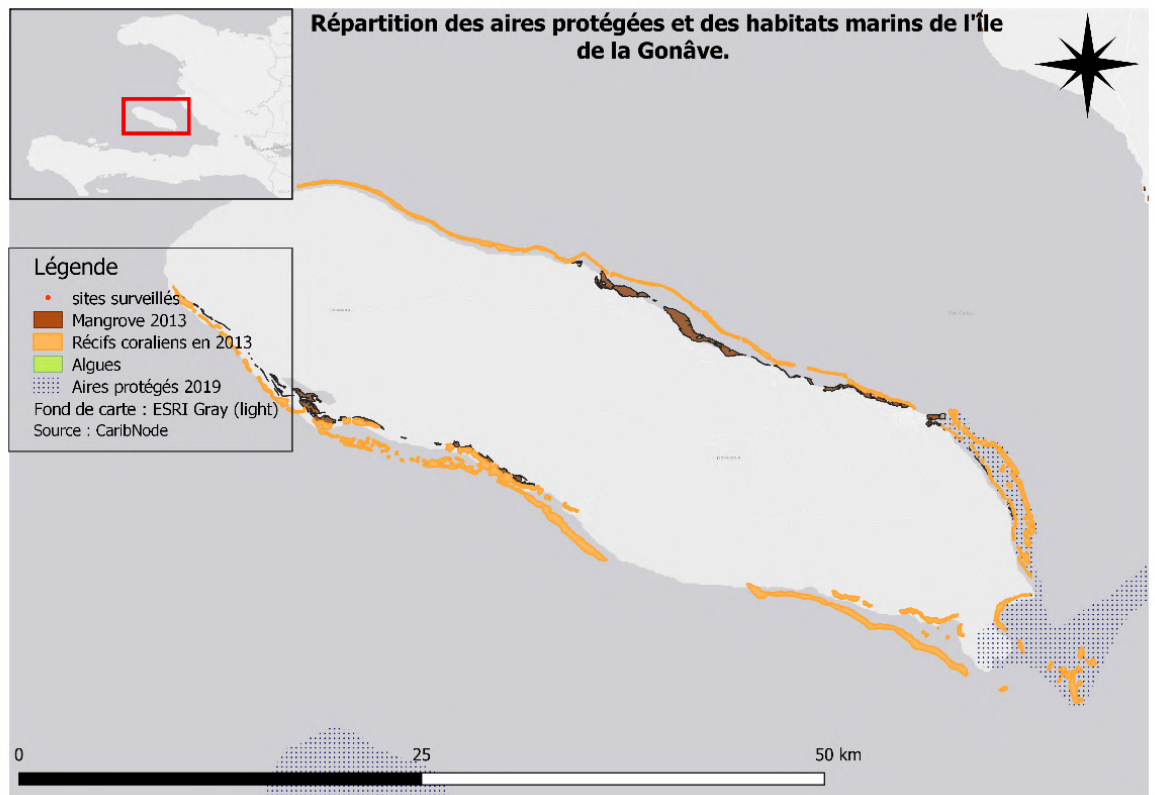 Répartition des aires protégées et des habitats marins de l'Île
de la Gonâve.
Légende
sites surveillés
Mangrove 2013
Récifs coraliens en 2013
Algues
Aires protégés 2019
Fond de carte : ESRI Gray (light)
Source : CaribNode
0 25 50 km